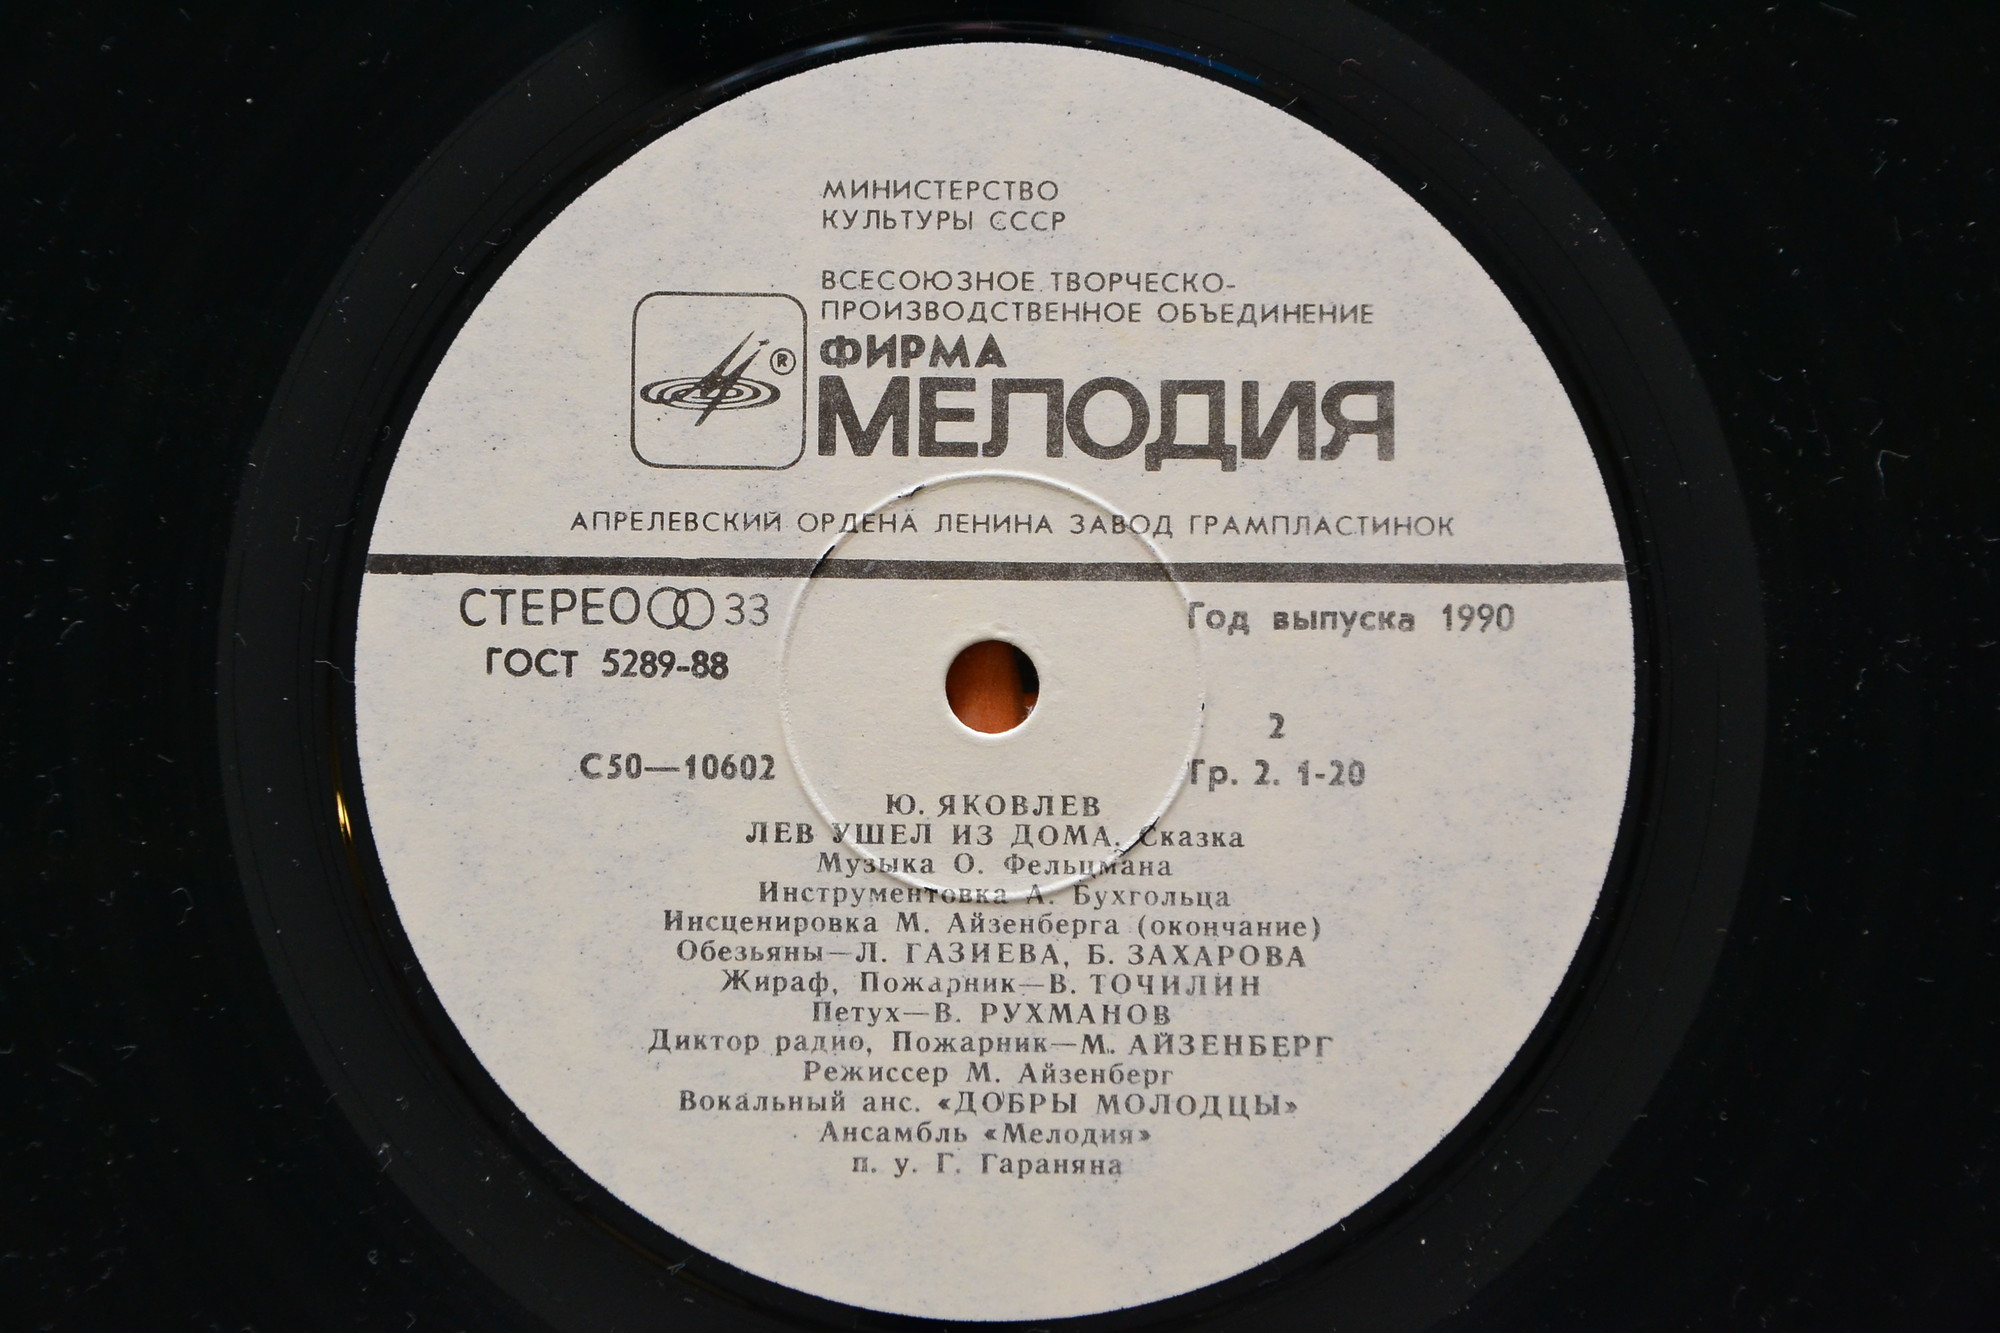 МИНИСТЕРСТВО
КУЛЬТУРЫ СССР
ВСЕСОЮЗНОЕ ТВОРЧЕСКО-
ПРОИЗВОДСТВЕННОЕ ОБЪЕДИНЕНИЕ
ФИРМА
®
МЕЛОДИЯ
АПРЕЛЕВСКИЙ ОРДЕНА ЛЕНИНА ЗАВОД ГРАМПЛАСТИНОК
СТЕРЕО 33
Год выпуска 1990
ГОСТ 5289-88
2
С50—10602
Гр. 2. 1-20
Ю. ЯКОВЛЕВ
ЛЕВ УШЕЛ ИЗ ДОМА. Сказка
Музыка О. Фельцмана
Инструментовка А. Бухгольца
Инсценировка М. Айзенберга (окончание)
Обезьяны—Л. ГАЗИЕВА, Б. ЗАХАРОВА
Жираф, Пожарник—В. ТОЧИЛИН
Петух—В. РУХМАНОВ
Диктор радио, Пожарник—М. АЙЗЕНБЕРГ
Режиссер М. Айзенберг
Вокальный анс. «ДОБРЫ МОЛОДЦЫ»
Ансамбль «Мелодия»
п. у. Г. Гараняна